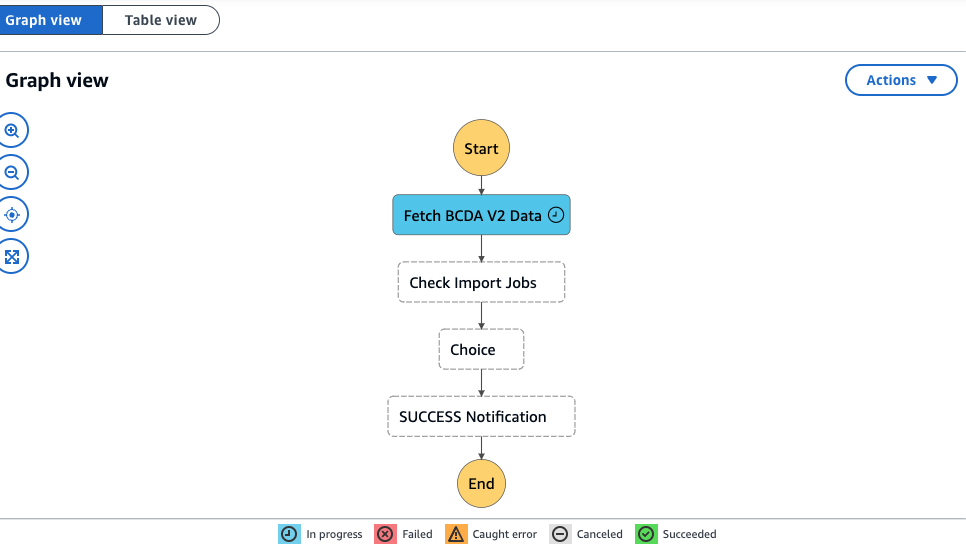 Graph view
Table view
Graph view
Actions
Start
Fetch BCDA V2 Data
Check Import Jobs
Choice
SUCCESS Notification
End
In progress
Failed
Caught error
Canceled
Succeeded